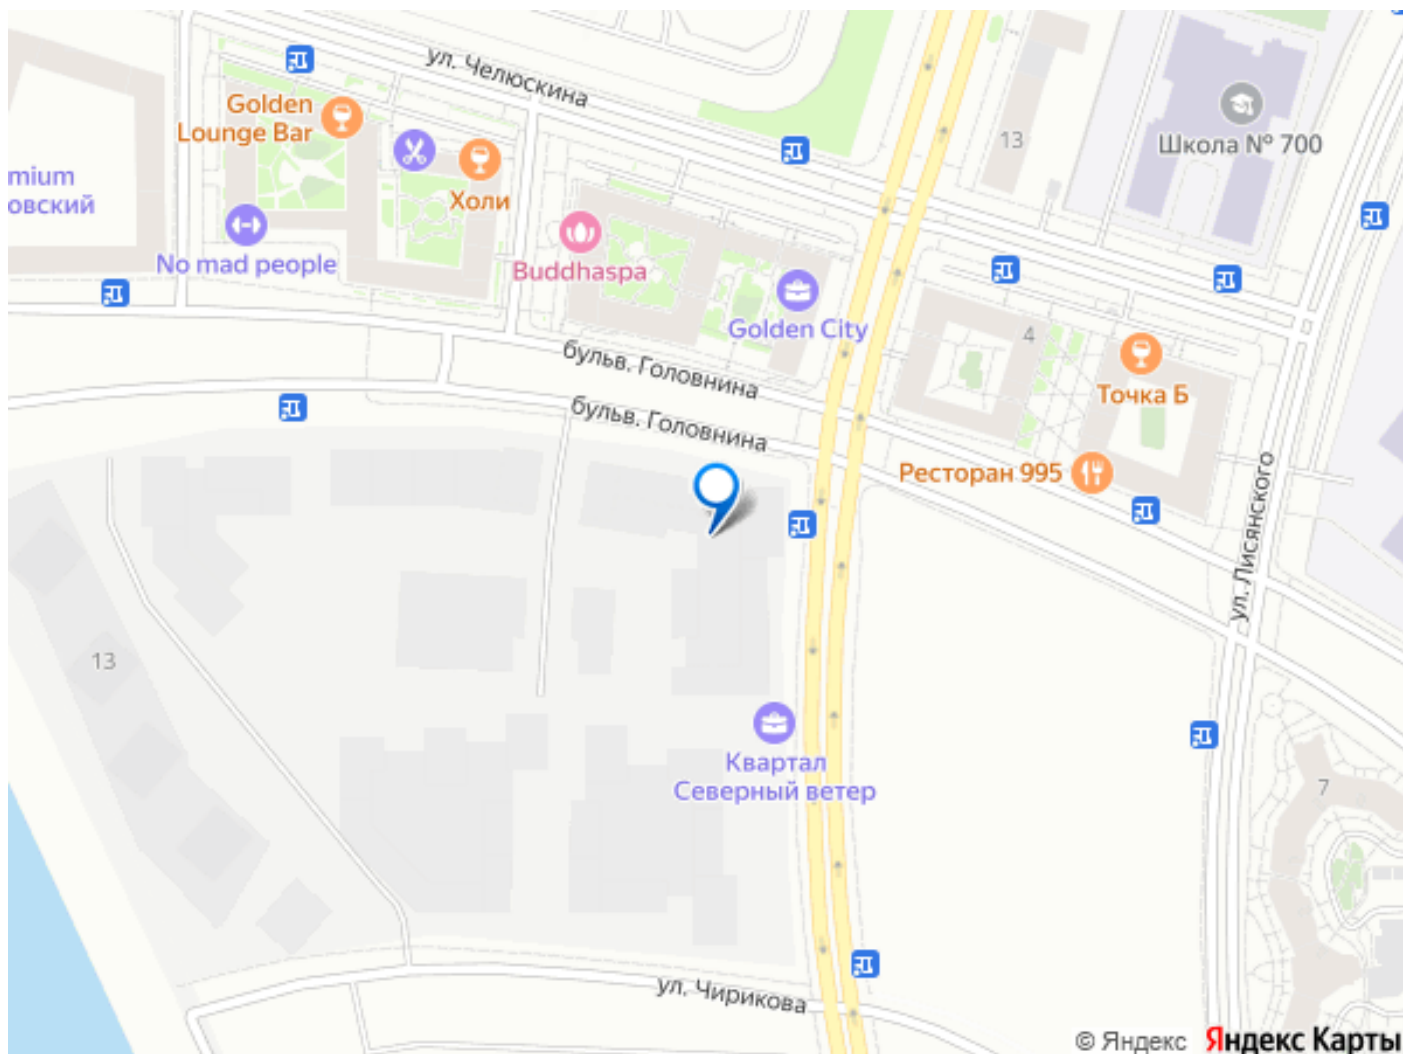 ул. Челюскина
Golden
Lounge Bar
Холи
13
Школа № 700
mium
овский
No mad people
Buddhaspa
Golden City
4
Точка Б
бульв. Головнина
бульв. Головнина
Ресторан 995
ул. Лисянского
13
Квартал
Северный ветер
7
ул. Чирикова
© Яндекс Яндекс Карты